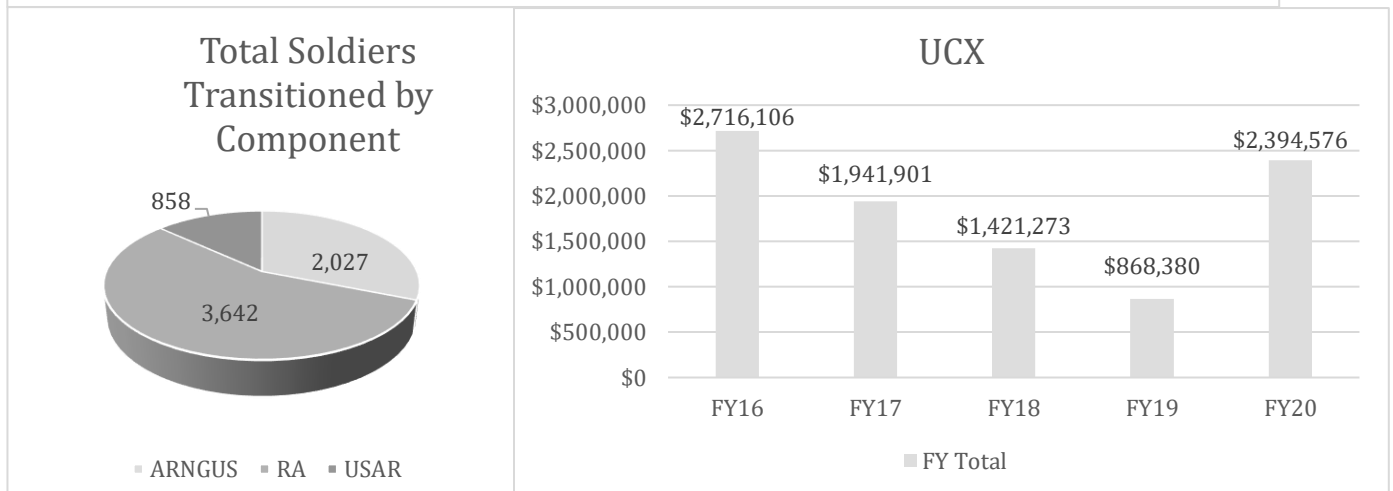 Total Soldiers
Transitioned by
Component
858
2,027
3,642
ARNGUS RA USAR
UCX
$3,000,000
$2,500,000
$2,000,000
$1,500,000
$1,000,000
$500,000
$0
$2,716,106
$1,941,901
$1,421,273
$868,380
$2,394,576
FY16 FY17 FY18 FY19 FY20
FY Total